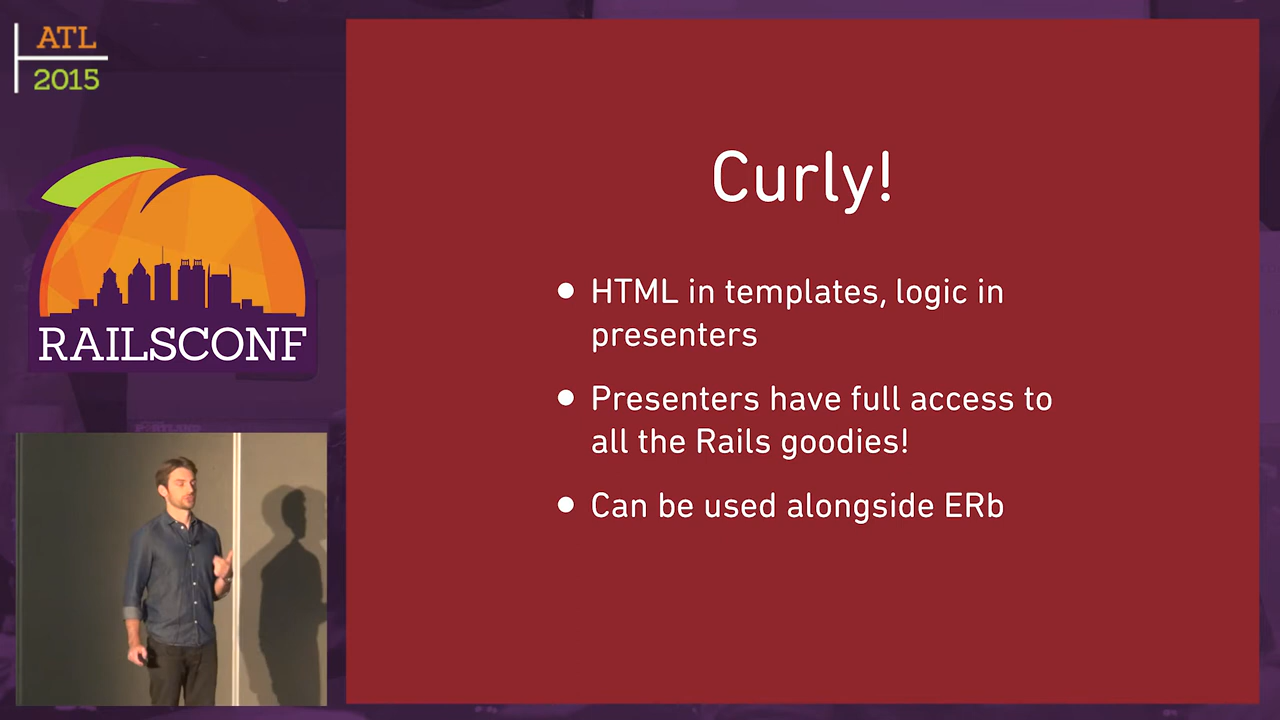 ATL
2015
RAILSCONF
Curly!
HTML in templates, logic in
presenters
Presenters have full access to
all the Rails goodies!
Can be used alongside ERb